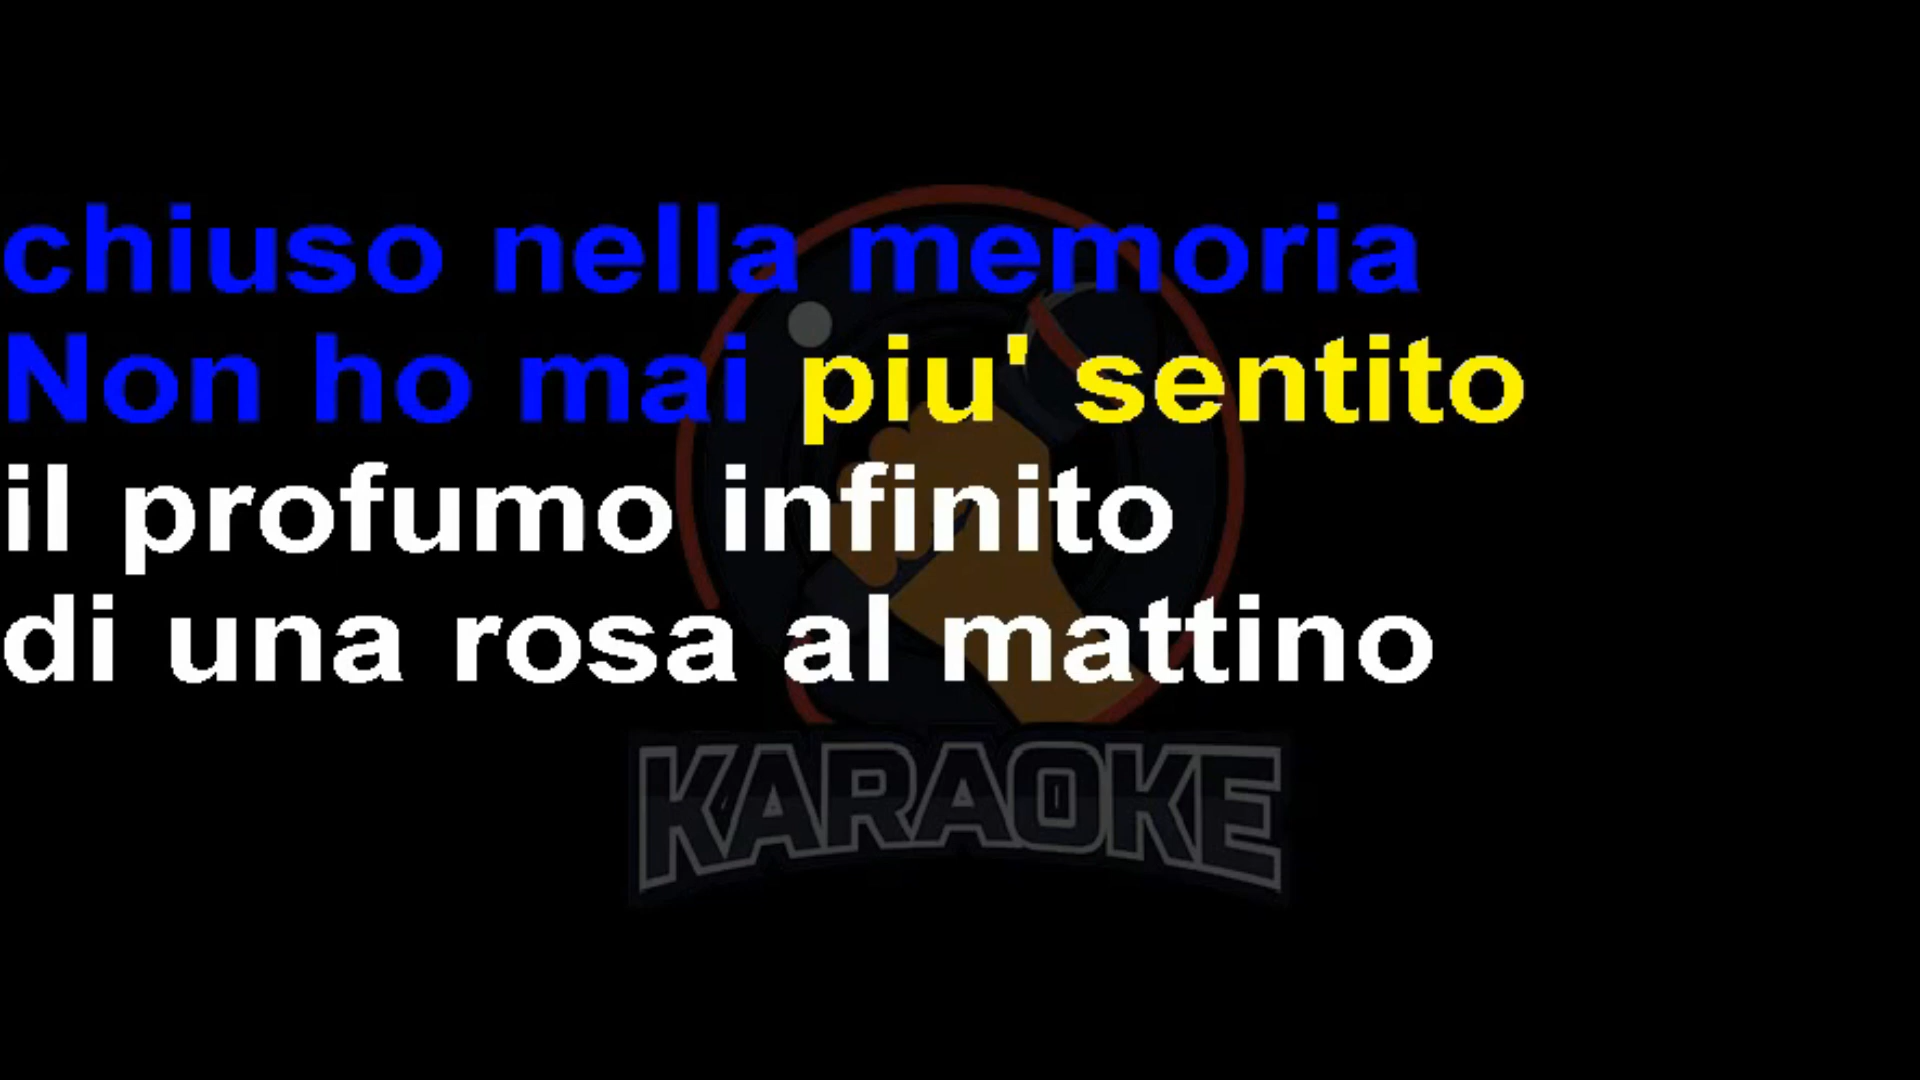 chiuso nella memoria
Non ho mai piu' sentito
il profumo infinito
di una rosa al mattino
KARAOKE